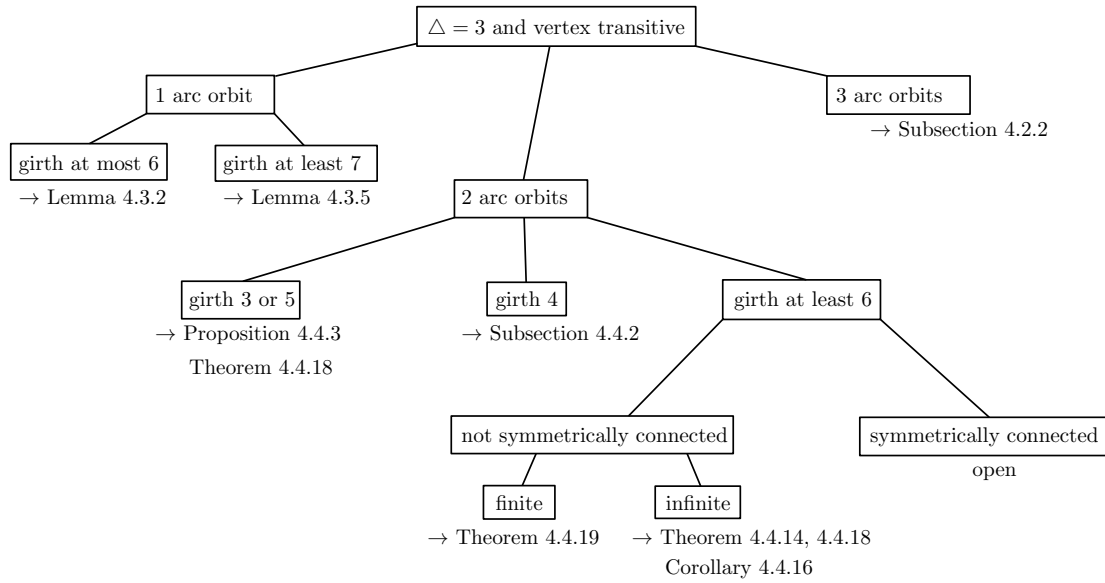 △ = 3 and vertex transitive
1 arc orbit
3 arc orbits
→ Subsection 4.2.2
girth at most 6
girth at least 7
→ Lemma 4.3.2
→ Lemma 4.3.5
2 arc orbits
girth 3 or 5
girth 4
girth at least 6
→ Proposition 4.4.3
Theorem 4.4.18
→ Subsection 4.4.2
not symmetrically connected
symmetrically connected
open
finite
infinite
→ Theorem 4.4.19
→ Theorem 4.4.14, 4.4.18
Corollary 4.4.16